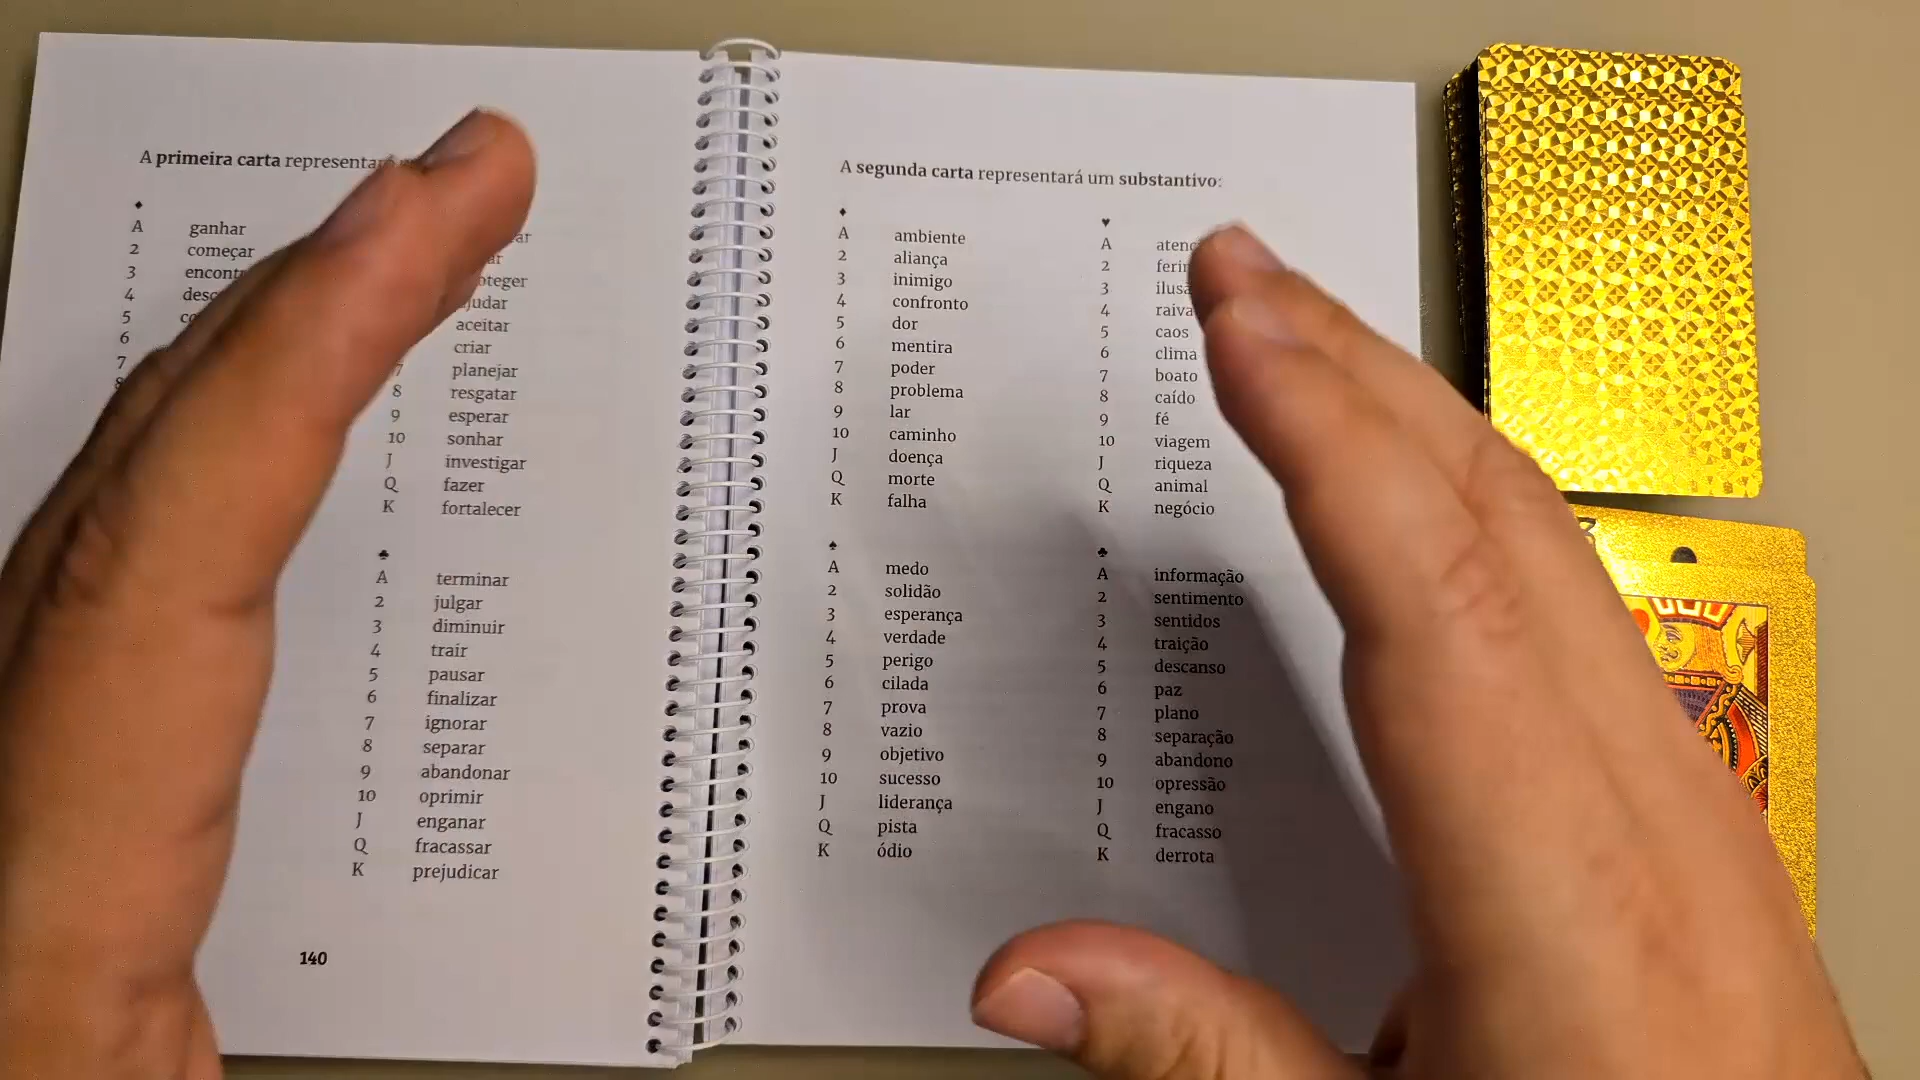 A primeira carta representará
♦
A ganhar
2 começar
3
4
5
6
7
8
teger
judar
aceitar
criar
7 planejar
8 resgatar
9 esperar
10 sonhar
J investigar
Q fazer
K fortalecer
♣
A terminar
2 julgar
3 diminuir
4 trair
5 pausar
6 finalizar
7 ignorar
8 separar
9 abandonar
10 oprimir
J enganar
Q fracassar
K prejudicar
140
A segunda carta representará um substantivo:
♦
A ambiente
2 aliança
3 inimigo
4 confronto
5 dor
6 mentira
7 poder
8 problema
9 lar
10 caminho
J doença
Q morte
K falha
♥
A
2
3
4 raiva
5 caos
6 clima
7 boato
8 caído
9 fé
10 viagem
J riqueza
Q animal
K negócio
♠
A medo
2 solidão
3 esperança
4 verdade
5 perigo
6 cilada
7 prova
8 vazio
9 objetivo
10 sucesso
J liderança
Q pista
K ódio
♣
A informação
2 sentimento
3 sentidos
4 traição
5 descanso
6 paz
7 plano
8 separação
9 abandono
10 opressão
J engano
Q fracasso
K derrota